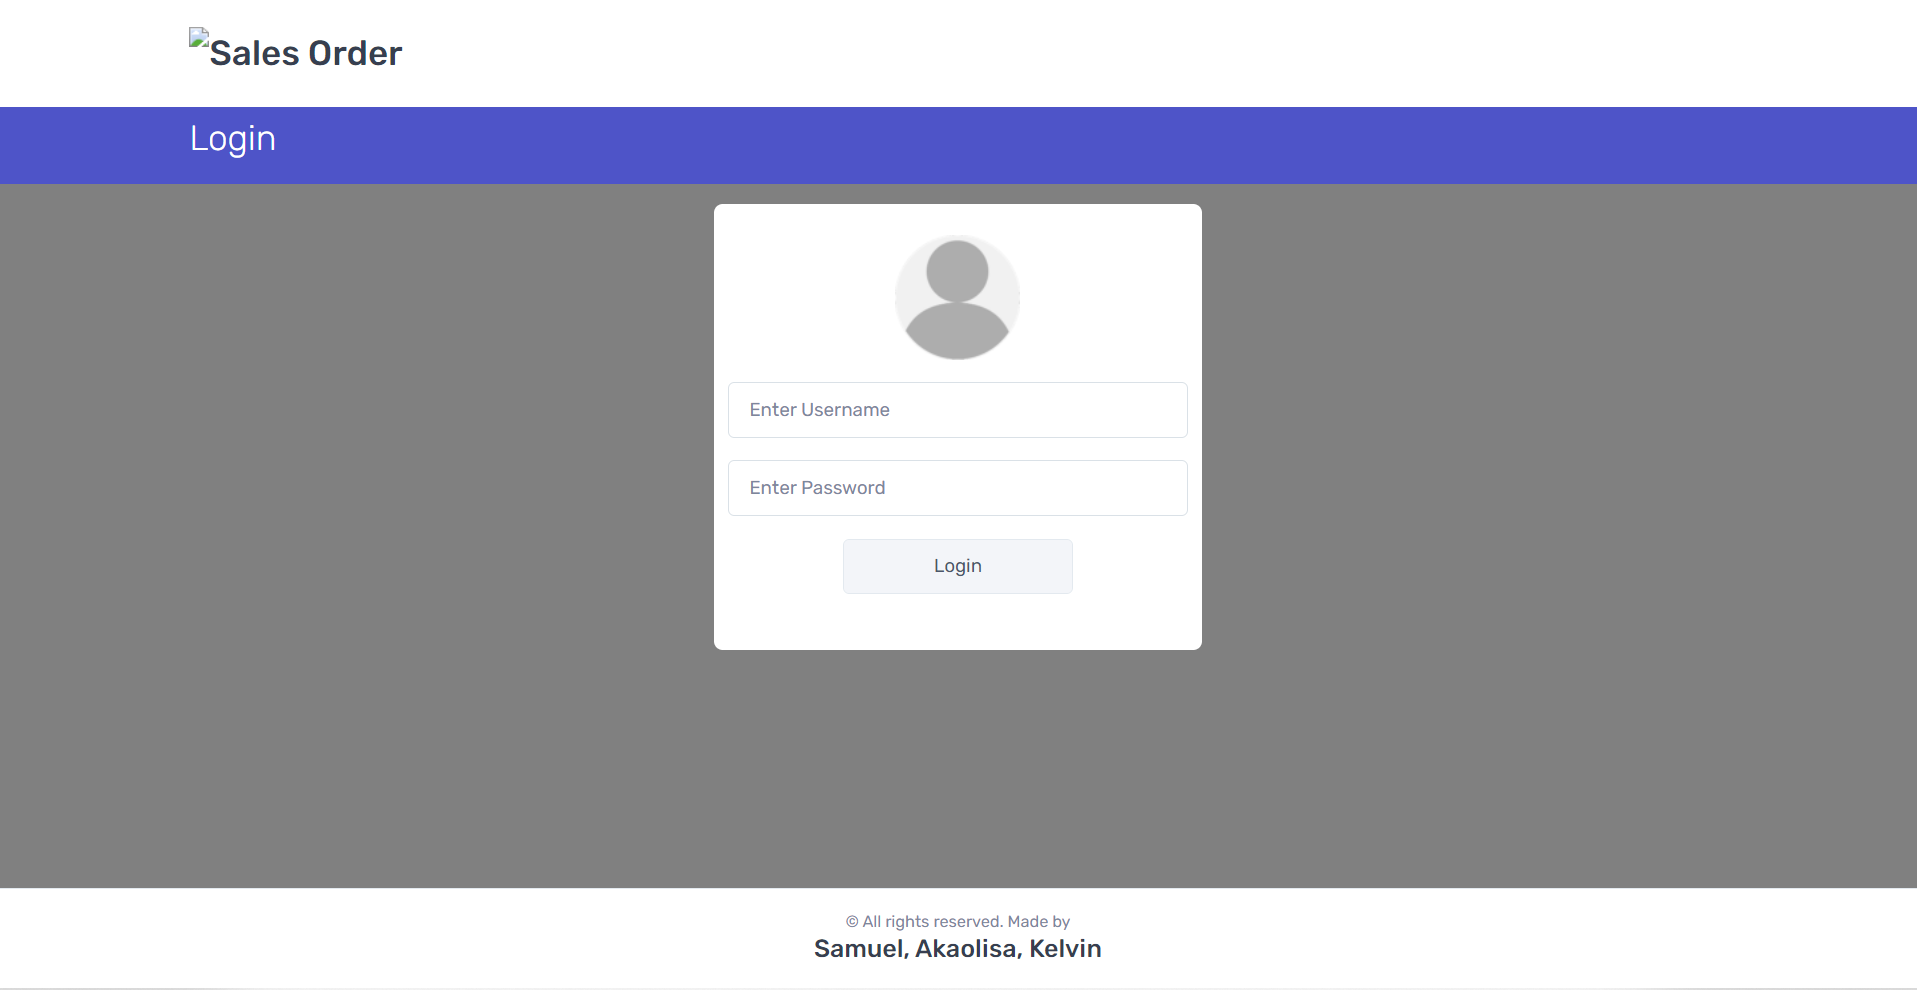 Sales Order
Login
Enter Username
Enter Password
Login
© All rights reserved. Made by
Samuel, Akaolisa, Kelvin